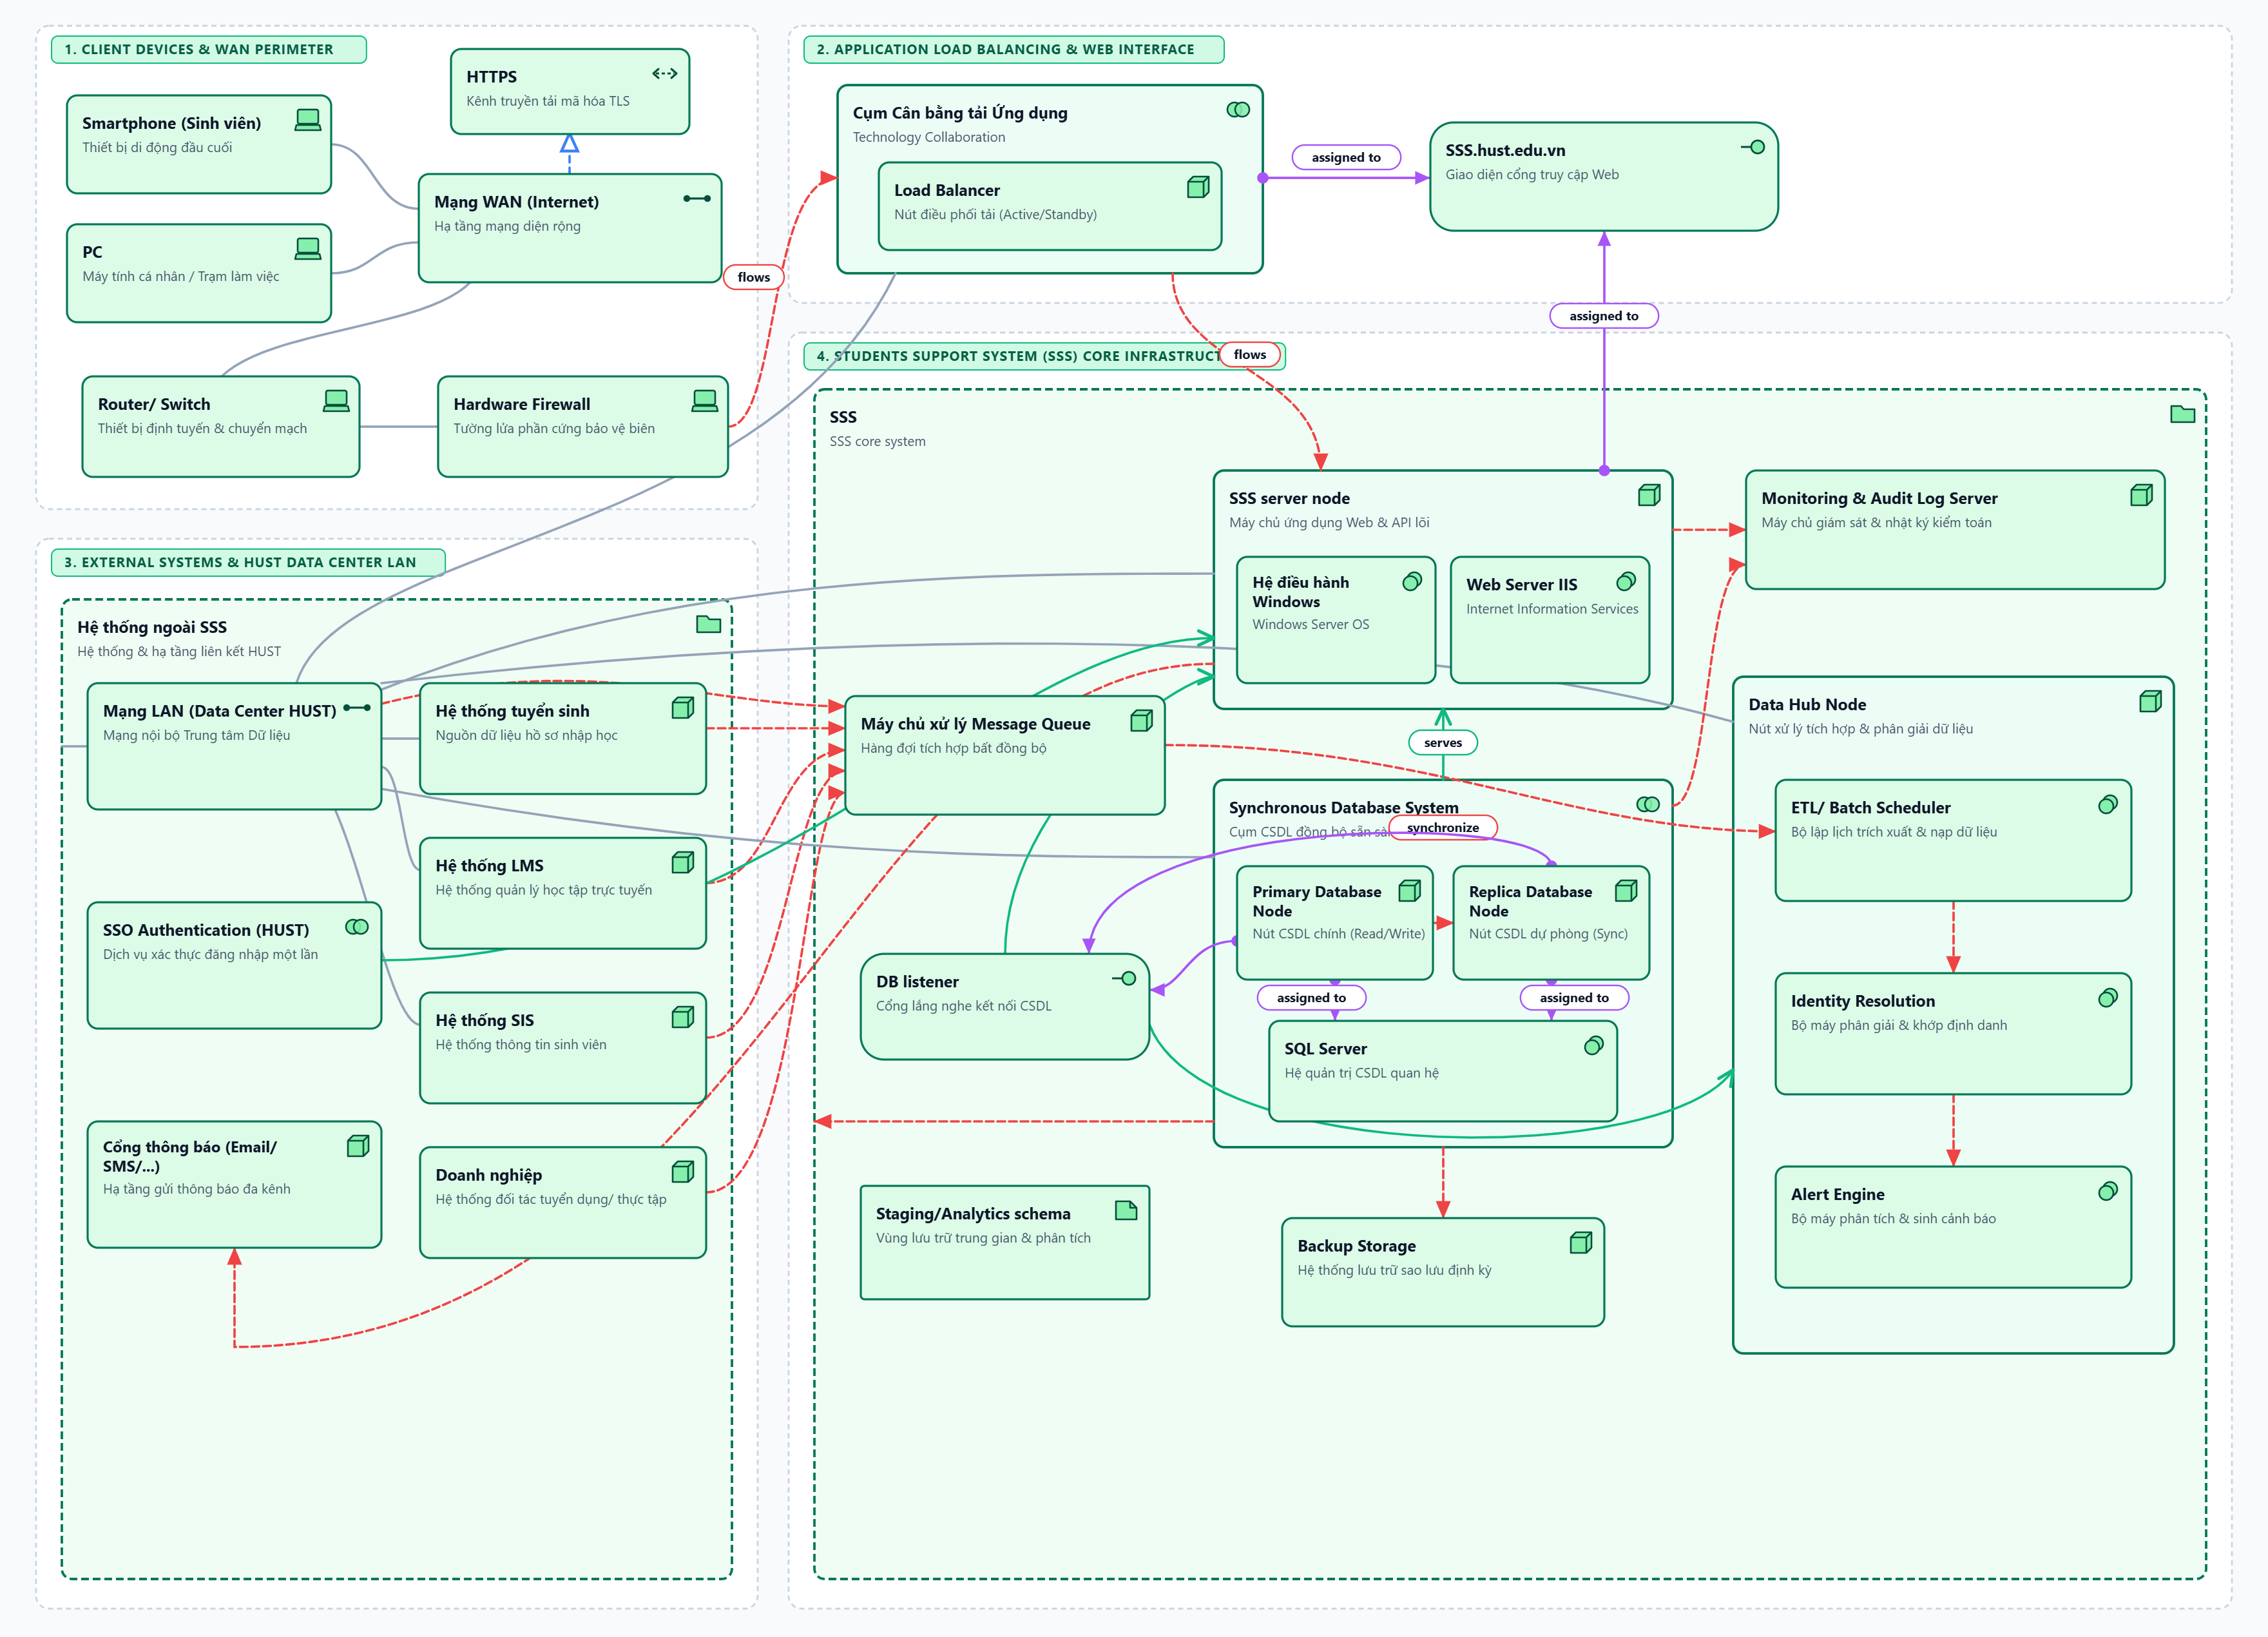 1. CLIENT DEVICES & WAN PERIMETER
HTTPS
Kênh truyền tải mã hóa TLS
Smartphone (Sinh viên)
Thiết bị di động đầu cuối
Mạng WAN (Internet)
Hạ tầng mạng diện rộng
PC
Máy tính cá nhân / Trạm làm việc
flows
Router/ Switch
Thiết bị định tuyến & chuyển mạch
Hardware Firewall
Tường lửa phần cứng bảo vệ biên
2. APPLICATION LOAD BALANCING & WEB INTERFACE
Cụm Cân bằng tải Ứng dụng
Technology Collaboration
Load Balancer
Nút điều phối tải (Active/Standby)
assigned to
SSS.hust.edu.vn
Giao diện cổng truy cập Web
assigned to
3. EXTERNAL SYSTEMS & HUST DATA CENTER LAN
Hệ thống ngoài SSS
Hệ thống & hạ tầng liên kết HUST
Mạng LAN (Data Center HUST)
Mạng nội bộ Trung tâm Dữ liệu
Hệ thống tuyển sinh
Nguồn dữ liệu hồ sơ nhập học
Hệ thống LMS
Hệ thống quản lý học tập trực tuyến
SSO Authentication (HUST)
Dịch vụ xác thực đăng nhập một lần
Hệ thống SIS
Hệ thống thông tin sinh viên
Cổng thông báo (Email/
SMS/...)
Hạ tầng gửi thông báo đa kênh
Doanh nghiệp
Hệ thống đối tác tuyển dụng/ thực tập
4. STUDENTS SUPPORT SYSTEM (SSS) CORE INFRASTRUCT
flows
SSS
SSS core system
SSS server node
Máy chủ ứng dụng Web & API lõi
Hệ điều hành
Windows
Windows Server OS
Web Server IIS
Internet Information Services
Monitoring & Audit Log Server
Máy chủ giám sát & nhật ký kiểm toán
Máy chủ xử lý Message Queue
Hàng đợi tích hợp bất đồng bộ
serves
Data Hub Node
Nút xử lý tích hợp & phân giải dữ liệu
Synchronous Database System
Cụm CSDL đồng bộ sẵn
synchronize
Primary Database
Node
Nút CSDL chính (Read/Write)
Replica Database
Node
Nút CSDL dự phòng (Sync)
ETL/ Batch Scheduler
Bộ lập lịch trích xuất & nạp dữ liệu
DB listener
Cổng lắng nghe kết nối CSDL
assigned to
assigned to
SQL Server
Hệ quản trị CSDL quan hệ
Identity Resolution
Bộ máy phân giải & khớp định danh
Staging/Analytics schema
Vùng lưu trữ trung gian & phân tích
Backup Storage
Hệ thống lưu trữ sao lưu định kỳ
Alert Engine
Bộ máy phân tích & sinh cảnh báo